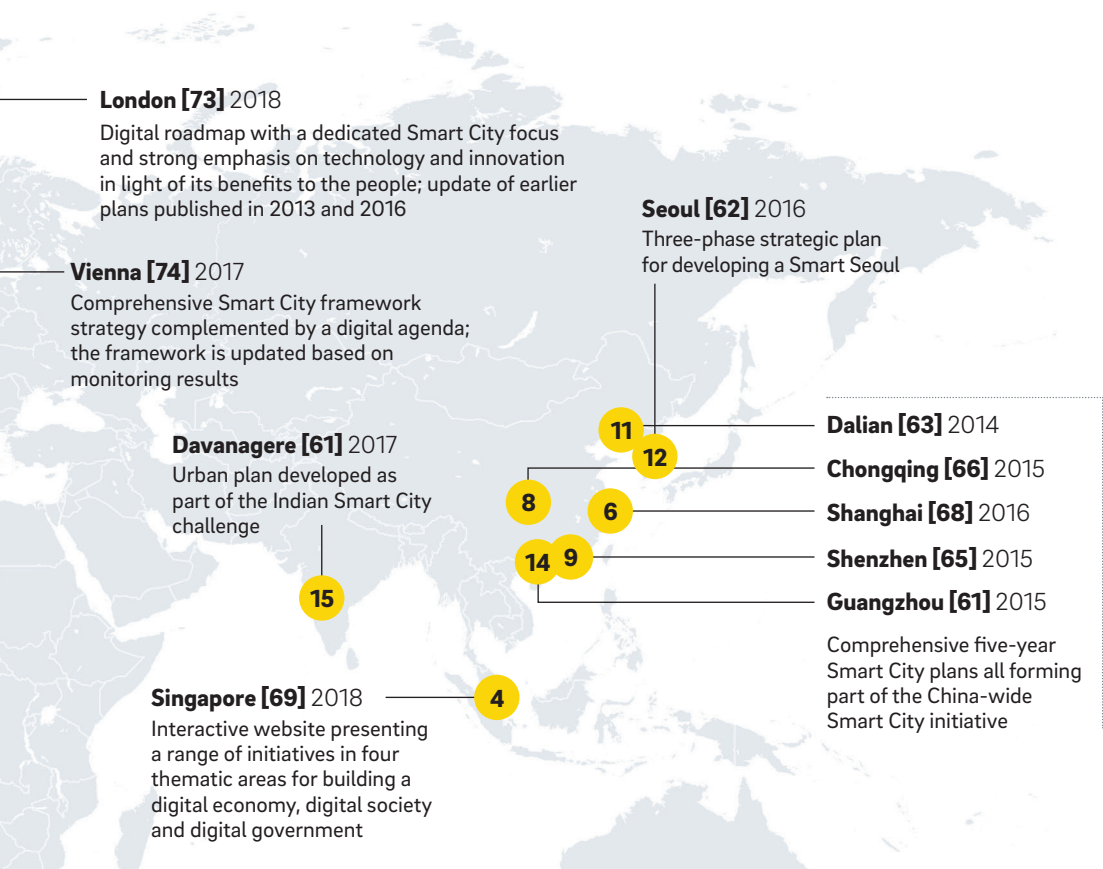 London [73] 2018
Digital roadmap with a dedicated Smart City focus
and strong emphasis on technology and innovation
in light of its benefits to the people; update of earlier
plans published in 2013 and 2016
Seoul [62] 2016
Three-phase strategic plan
for developing a Smart Seoul
Vienna [74] 2017
Comprehensive Smart City framework
strategy complemented by a digital agenda;
the framework is updated based on
monitoring results
Davanagere [61] 2017
Urban plan developed as
part of the Indian Smart City
challenge
15
11
12
8
6
14
9
4
Dalian [63] 2014
Chongqing [66] 2015
Shanghai [68] 2016
Shenzhen [65] 2015
Guangzhou [61] 2015
Comprehensive five-year
Smart City plans all forming
part of the China-wide
Smart City initiative
Singapore [69] 2018
Interactive website presenting
a range of initiatives in four
thematic areas for building a
digital economy, digital society
and digital government